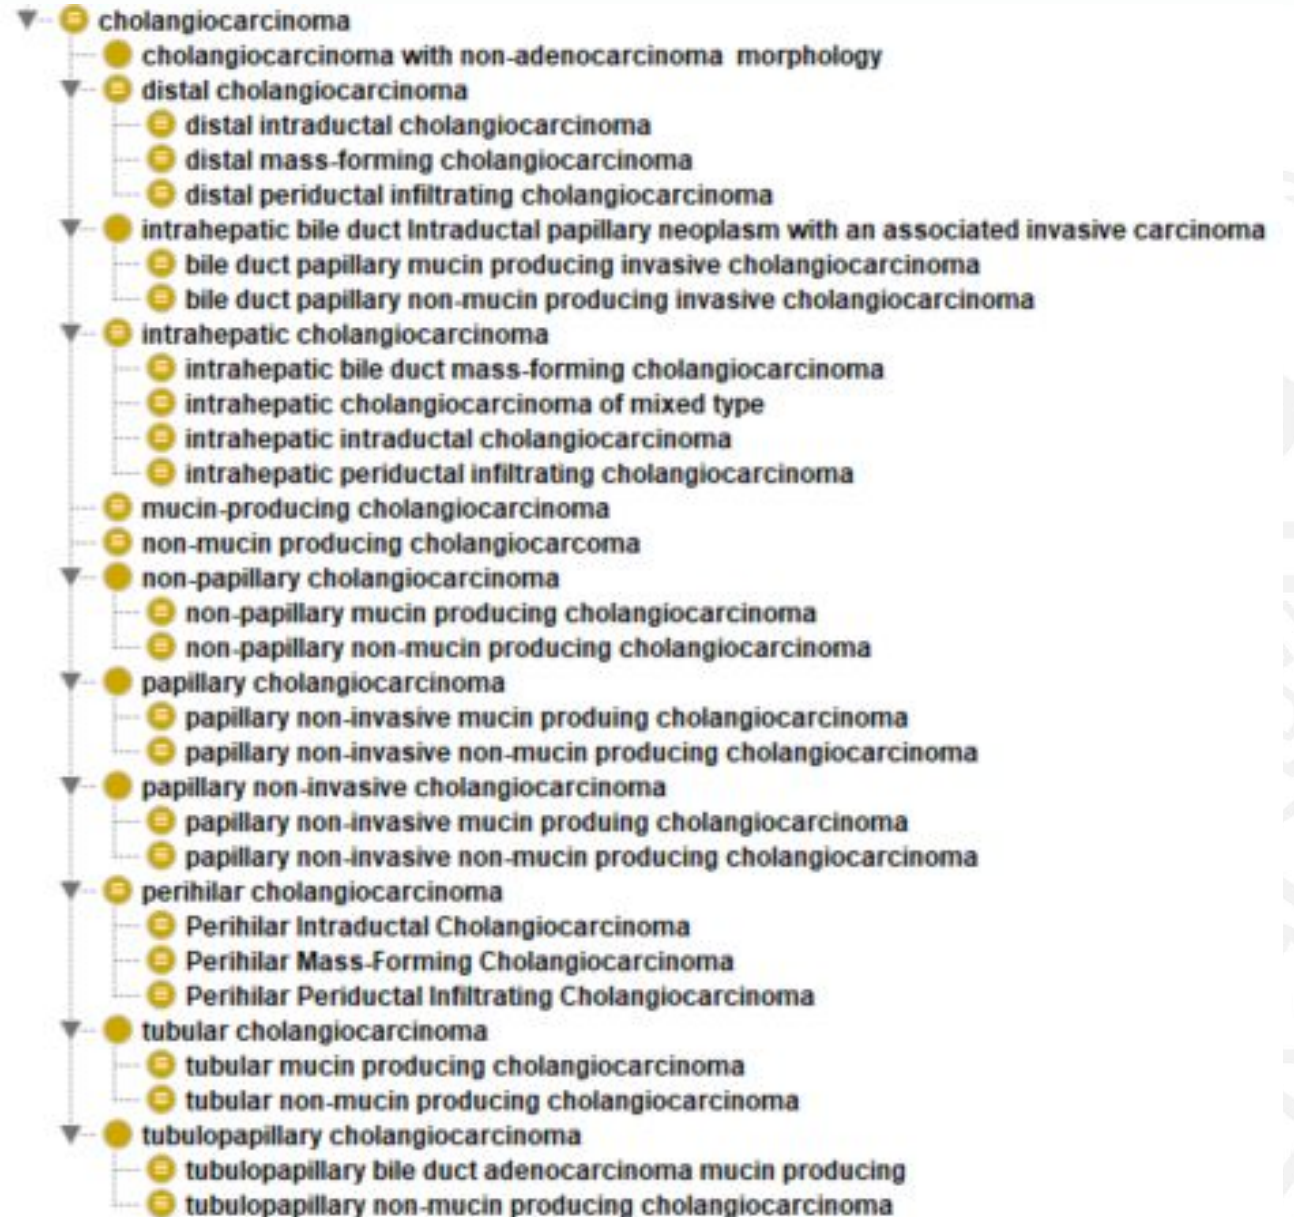 cholangiocarcinoma
cholangiocarcinoma with non-adenocarcinoma morphology
distal cholangiocarcinoma
distal intraductal cholangiocarcinoma
distal mass-forming cholangiocarcinoma
distal periductal infiltrating cholangiocarcinoma
intrahepatic bile duct Intraductal papillary neoplasm with an associated invasive carcinoma
bile duct papillary mucin producing invasive cholangiocarcinoma
bile duct papillary non-mucin producing invasive cholangiocarcinoma
intrahepatic cholangiocarcinoma
intrahepatic bile duct mass-forming cholangiocarcinoma
intrahepatic cholangiocarcinoma of mixed type
intrahepatic intraductal cholangiocarcinoma
intrahepatic periductal infiltrating cholangiocarcinoma
mucin-producing cholangiocarcinoma
non-mucin producing cholangiocarcoma
non-papillary cholangiocarcinoma
non-papillary mucin producing cholangiocarcinoma
non-papillary non-mucin producing cholangiocarcinoma
papillary cholangiocarcinoma
papillary non-invasive mucin produing cholangiocarcinoma
papillary non-invasive non-mucin producing cholangiocarcinoma
papillary non-invasive cholangiocarcinoma
papillary non-invasive mucin produing cholangiocarcinoma
papillary non-invasive non-mucin producing cholangiocarcinoma
perihilar cholangiocarcinoma
Perihilar Intraductal Cholangiocarcinoma
Perihilar Mass-Forming Cholangiocarcinoma
Perihilar Periductal Infiltrating Cholangiocarcinoma
tubular cholangiocarcinoma
tubular mucin producing cholangiocarcinoma
tubular non-mucin producing cholangiocarcinoma
tubulopapillary cholangiocarcinoma
tubulopapillary bile duct adenocarcinoma mucin producing
tubulopapillary non-mucin producing cholangiocarcinoma